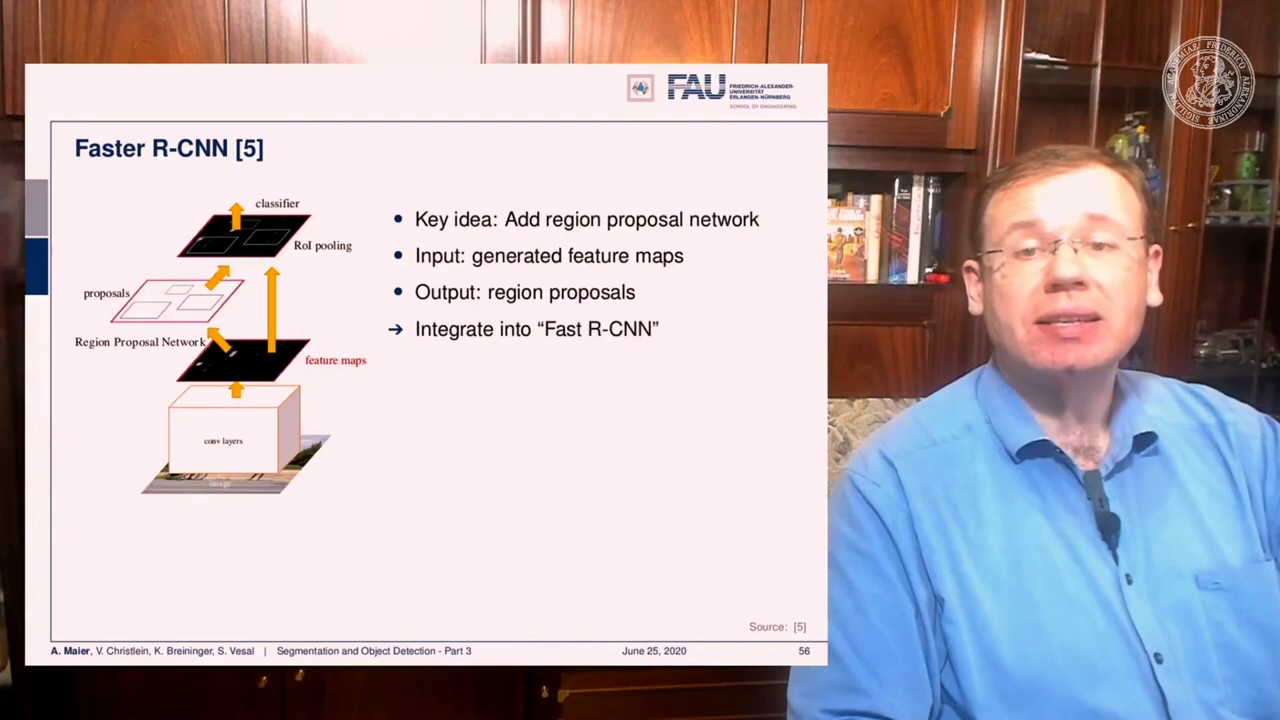 FAU
FRIEDRICH-ALEXANDER-
UNIVERSITÄT
ERLANGEN-NÜRNBERG
SCHOOL OF ENGINEERING
Faster R-CNN [5]
classifier
RoI pooling
proposals
Region Proposal Network
feature maps
conv layers
image
• Key idea: Add region proposal network
• Input: generated feature maps
• Output: region proposals
→ Integrate into “Fast R-CNN”
Source: [5]
A. Maier, V. Christlein, K. Breininger, S. Vesal | Segmentation and Object Detection - Part 3 June 25, 2020 56